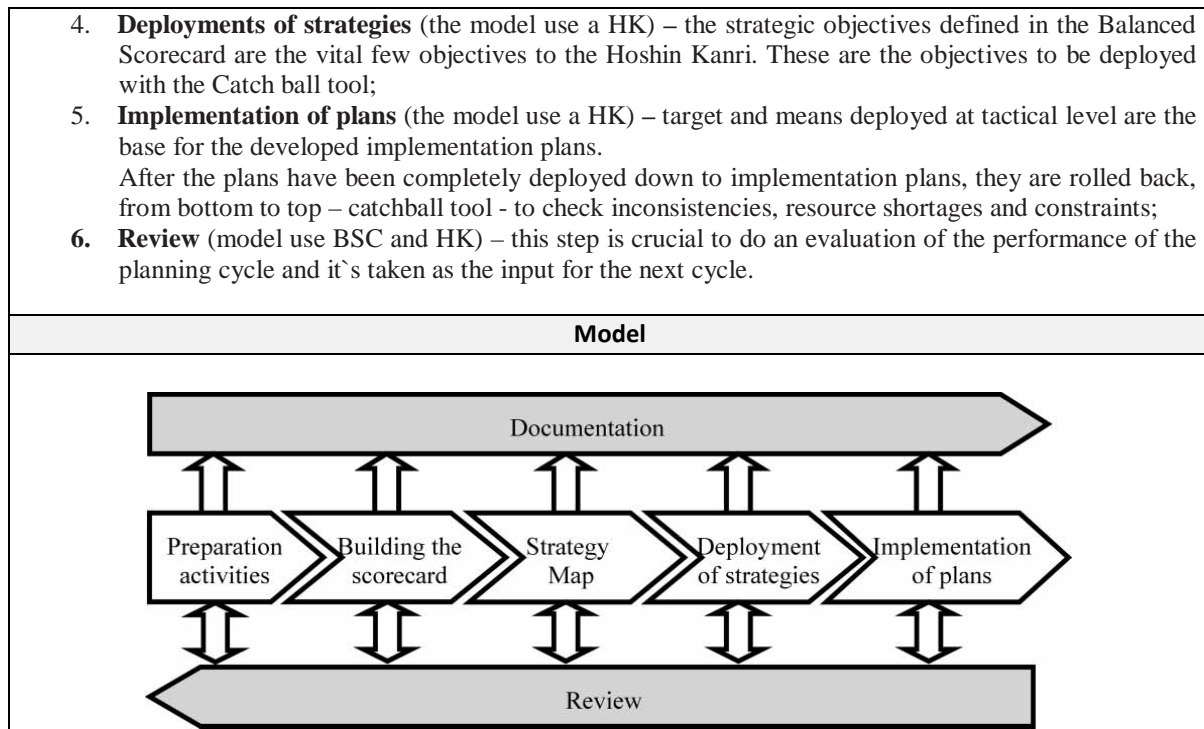 4. Deployments of strategies (the model use a HK) – the strategic objectives defined in the Balanced
Scorecard are the vital few objectives to the Hoshin Kanri. These are the objectives to be deployed
with the Catch ball tool;
5. Implementation of plans (the model use a HK) – target and means deployed at tactical level are the
base for the developed implementation plans.
After the plans have been completely deployed down to implementation plans, they are rolled back,
from bottom to top – catchball tool - to check inconsistencies, resource shortages and constraints;
6. Review (model use BSC and HK) – this step is crucial to do an evaluation of the performance of the
planning cycle and it`s taken as the input for the next cycle.
Model
Documentation
Preparation
activities
Building the
scorecard
Strategy
Map
Deployment
of strategies
Implementation
of plans
Review